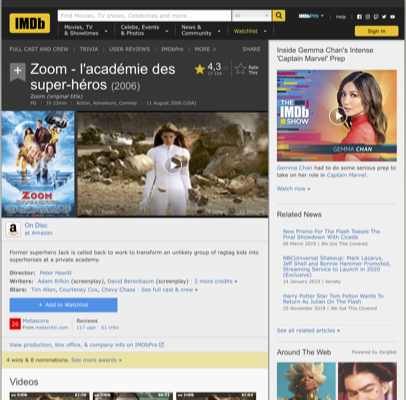 IMDb
Find Movies, TV shows, Celebrities and more...
All
IMDbPro
Help
Movies, TV
& Showtimes
Celebs, Events
& Photos
News &
Community
Watchlist
Sign in
FULL CAST AND CREW | TRIVIA | USER REVIEWS | IMDbPro | MORE
SHARE
Zoom - l'académie des
super-héros (2006)
Zoom (original title)
PG | 1h 23min | Action, Adventure, Comedy | 11 August 2006 (USA)
4,3
Rate
This
ZOOM
On Disc
at Amazon
Former superhero Jack is called back to work to transform an unlikely group of ragtag kids into
superheroes at a private academy.
Director: Peter Hewitt
Writers: Adam Rifkin (screenplay), David Berenbaum (screenplay) | 2 more credits »
Stars: Tim Allen, Courteney Cox, Chevy Chase | See full cast & crew »
+ Add to Watchlist
26
Metascore
From metacritic.com
Reviews
117 user | 61 critic
View production, box office, & company info on IMDbPro
4 wins & 8 nominations. See more awards »
Videos
Inside Gemma Chan's Intense
'Captain Marvel' Prep
THE
IMDb
SHOW
GEMMA CHAN
Gemma Chan had to do some serious prep to
take on her role in Captain Marvel.
Watch now »
Related News
New Promo For The Flash Teases The
Final Showdown With Cicada
06 March 2019 | We Got This Covered
NBCUniversal Shakeup: Mark Lazarus,
Jeff Shell and Bonnie Hammer Promoted,
Streaming Service to Launch in 2020
(Exclusive)
14 January 2019 | Variety
Harry Potter Star Tom Felton Wants To
Return As Julian On The Flash
25 November 2018 | We Got This Covered
See all related articles »
Around The Web
Powered by ZergNet